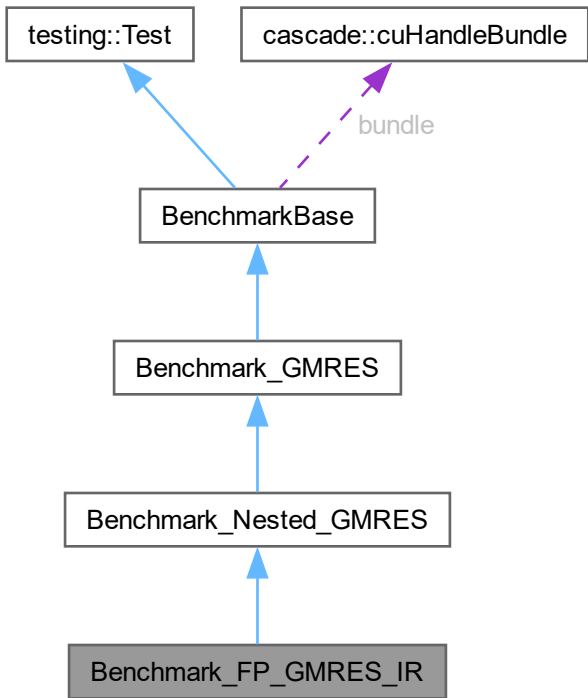 testing::Test
cascade::cuHandleBundle
bundle
BenchmarkBase
Benchmark_GMRES
Benchmark_Nested_GMRES
Benchmark_FP_GMRES_IR